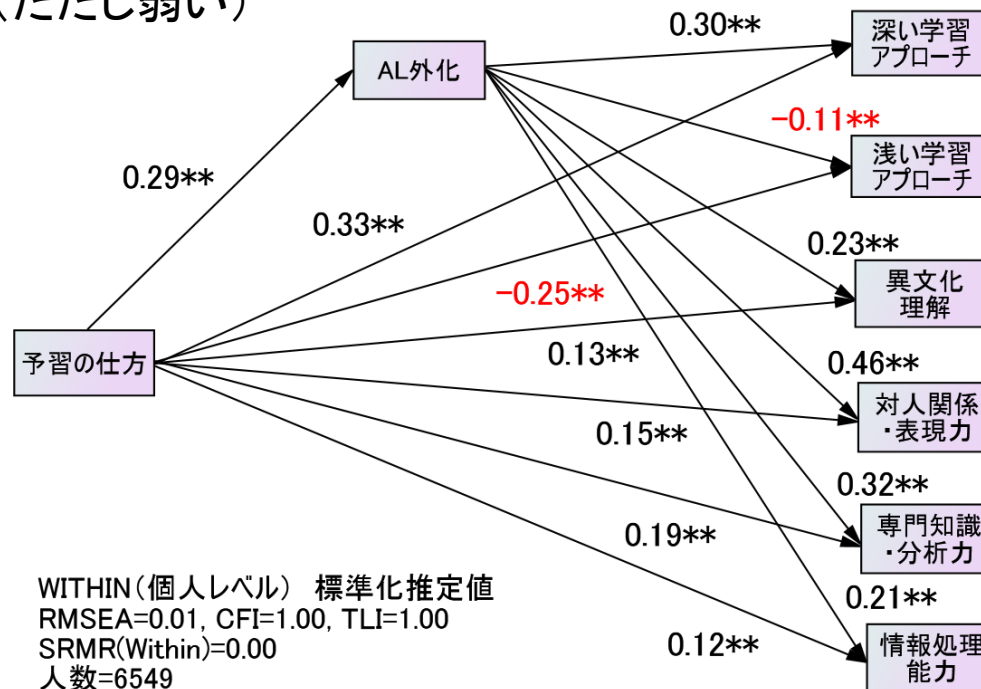 (ただし弱い)
0.30**
深い学習
アプローチ
AL外化
-0.11**
浅い学習
アプローチ
0.29**
0.33**
0.23**
異文化
理解
-0.25**
予習の仕方
0.13**
0.46**
対人関係
・表現力
0.15**
0.32**
専門知識
・分析力
0.19**
WITHIN(個人レベル) 標準化推定値
RMSEA=0.01, CFI=1.00, TLI=1.00
SRMR(Within)=0.00
人数=6549
0.21**
0.12**
情報処理
能力